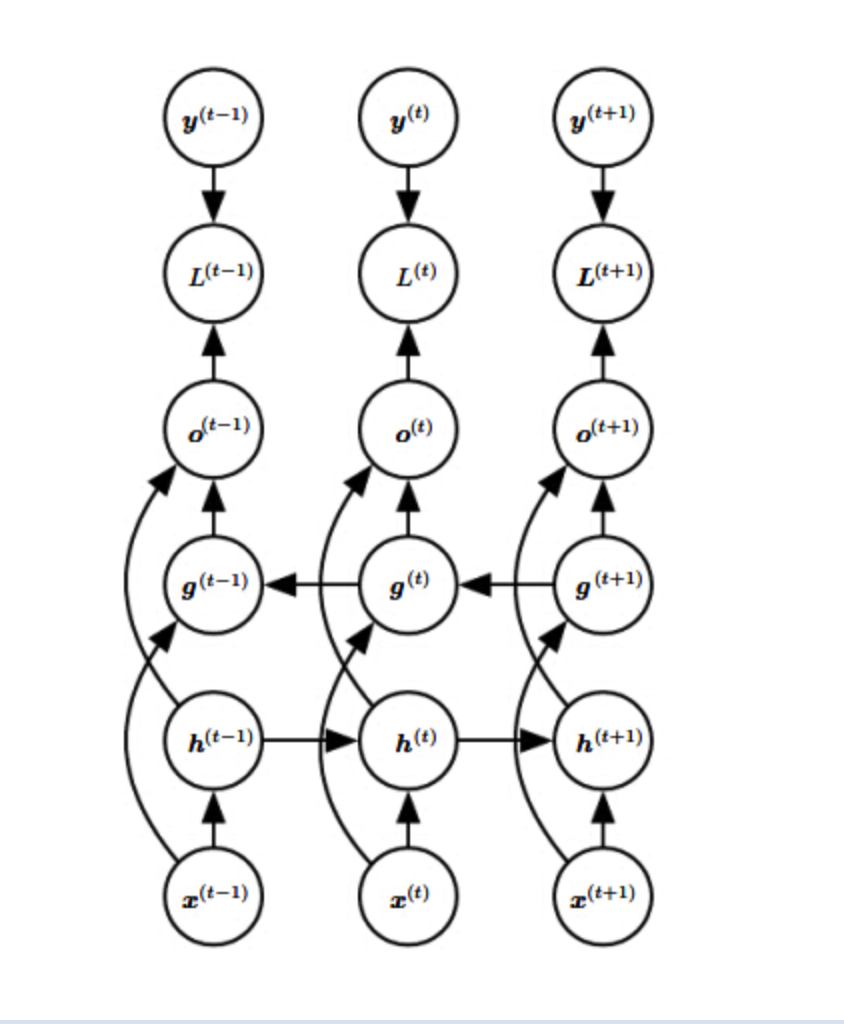 y^(t−1) y^(t) y^(t+1)
L^(t−1) L^(t) L^(t+1)
o^(t−1) o^(t) o^(t+1)
g^(t−1) g^(t) g^(t+1)
h^(t−1) h^(t) h^(t+1)
x^(t−1) x^(t) x^(t+1)